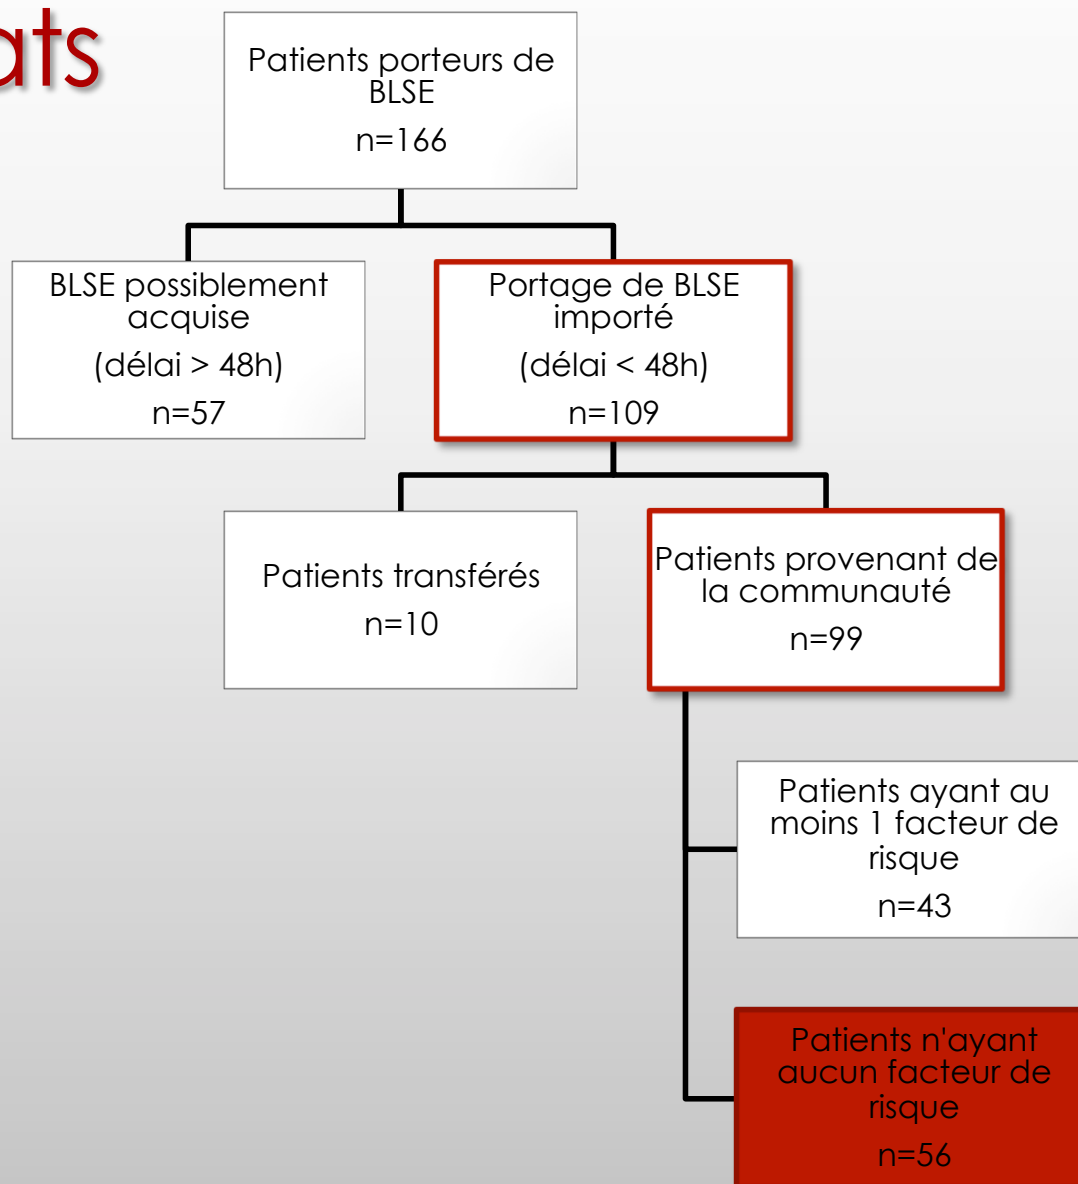 ats
Patients porteurs de
BLSE
n=166
BLSE possiblement
acquise
(délai > 48h)
n=57
Portage de BLSE
importé
(délai < 48h)
n=109
Patients transférés
n=10
Patients provenant de
la communauté
n=99
Patients ayant au
moins 1 facteur de
risque
n=43
Patients n'ayant
aucun facteur de
risque
n=56